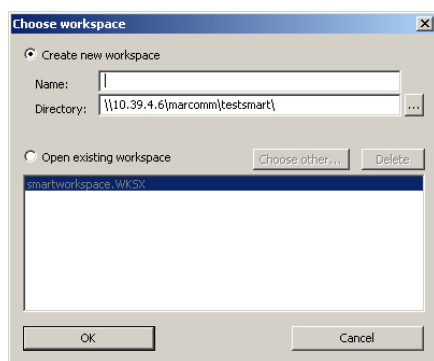 Choose workspace
Create new workspace
Name:
Directory: \\10.39.4.6\marcomm\testsmart\ ...
Open existing workspace Choose other... Delete
smartworkspace.WKSX
OK Cancel